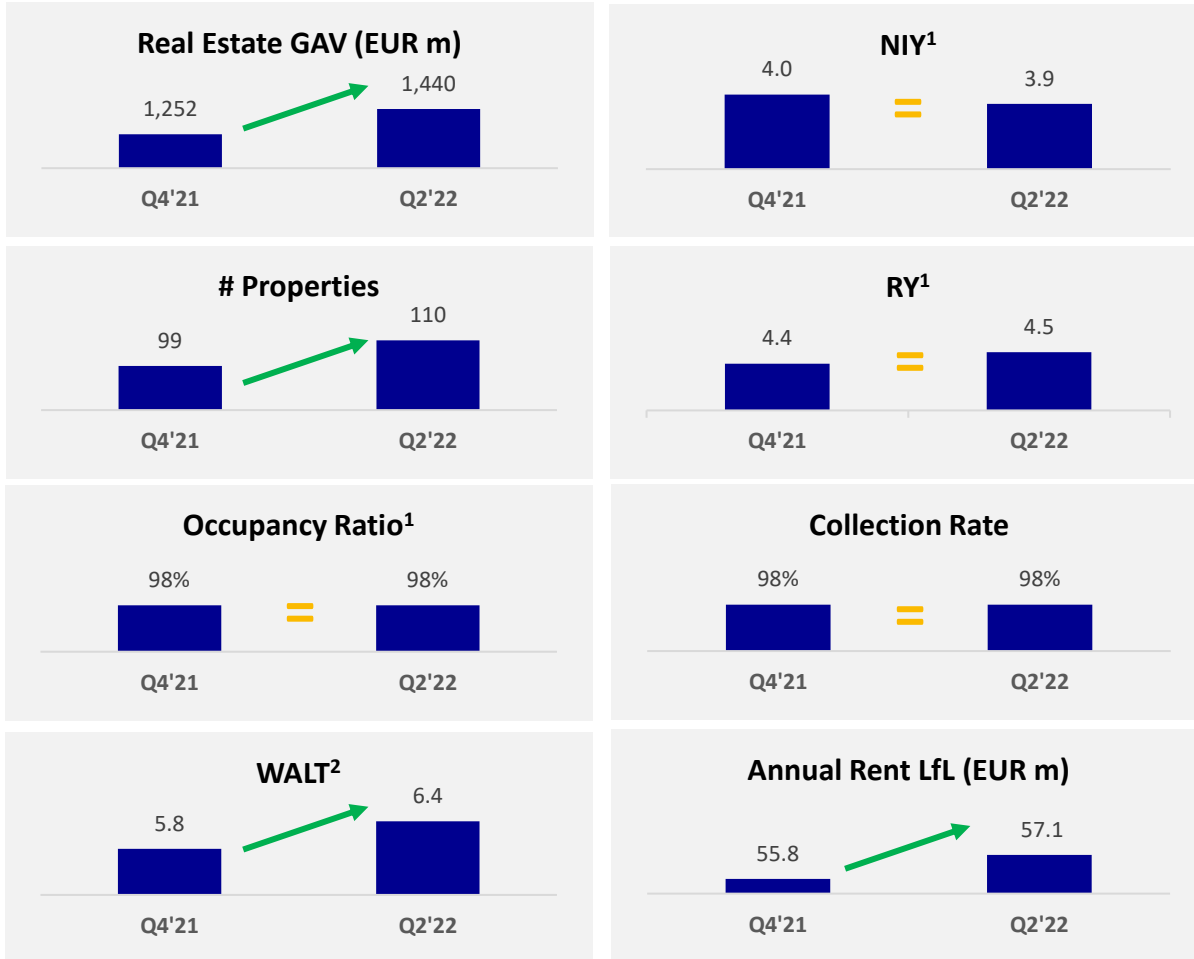 Real Estate GAV (EUR m)
1,252
1,440
Q4'21
Q2'22
NIY1
4.0
=
3.9
Q4'21
Q2'22
# Properties
99
110
Q4'21
Q2'22
RY1
4.4
=
4.5
Q4'21
Q2'22
Occupancy Ratio1
98%
=
98%
Q4'21
Q2'22
Collection Rate
98%
=
98%
Q4'21
Q2'22
WALT2
5.8
6.4
Q4'21
Q2'22
Annual Rent LfL (EUR m)
55.8
57.1
Q4'21
Q2'22